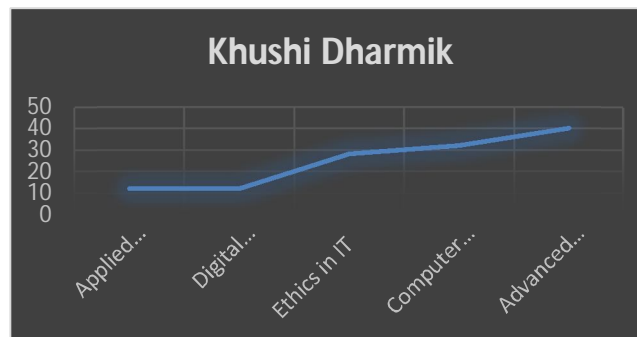 Khushi Dharmik
50
40
30
20
10
0
Applied...
Digital...
Ethics in IT
Computer...
Advanced...